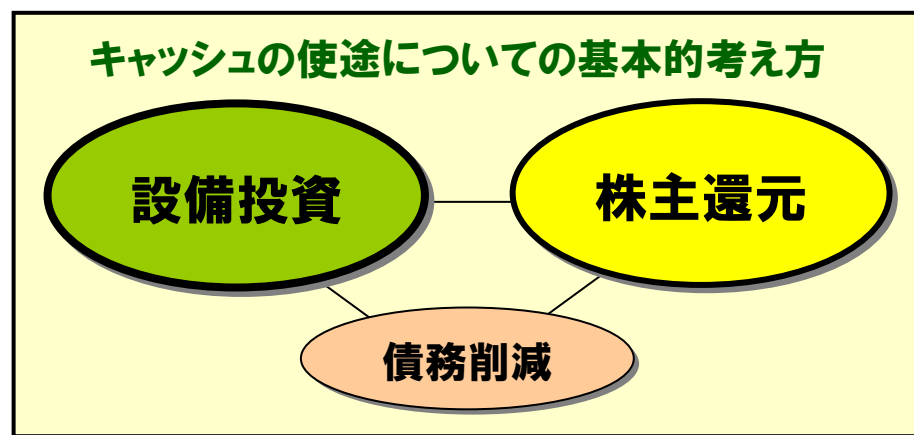 キャッシュの使途についての基本的考え方
設備投資
株主還元
債務削減